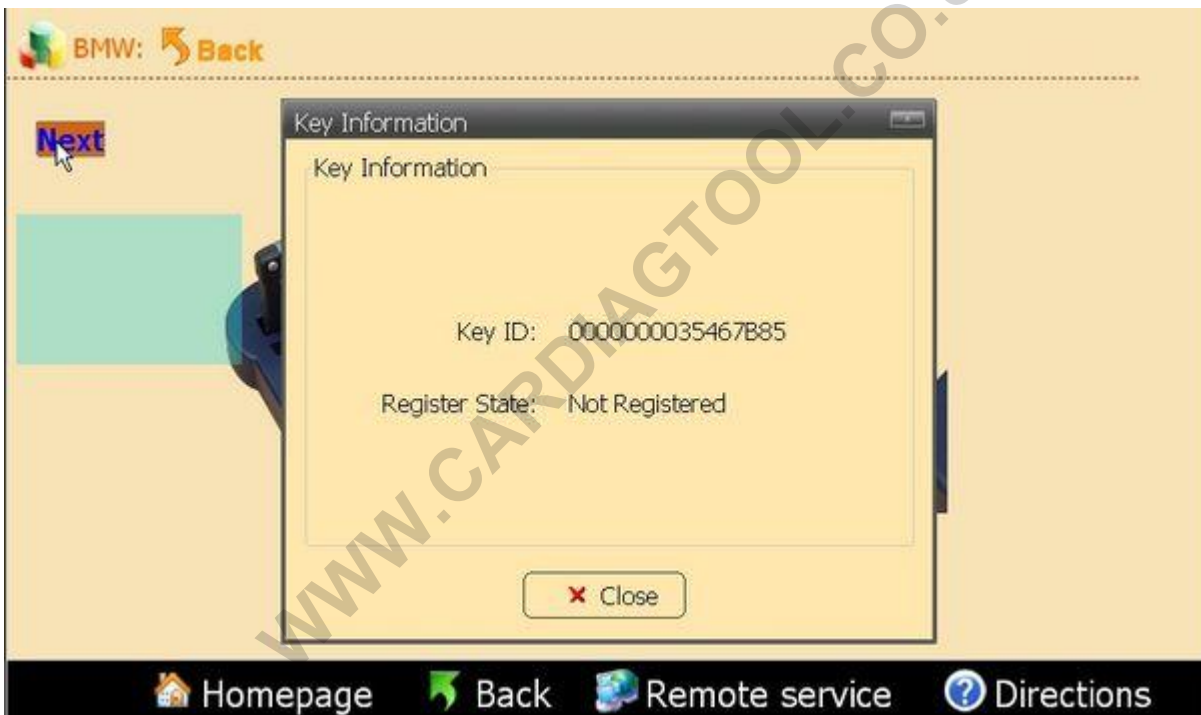 BMW: Back
Next
Key Information
Key Information
Key ID: 0000000035467B85
Register State: Not Registered
Close
Homepage Back Remote service Directions
WWW.CARDIAGTOOL.CO.